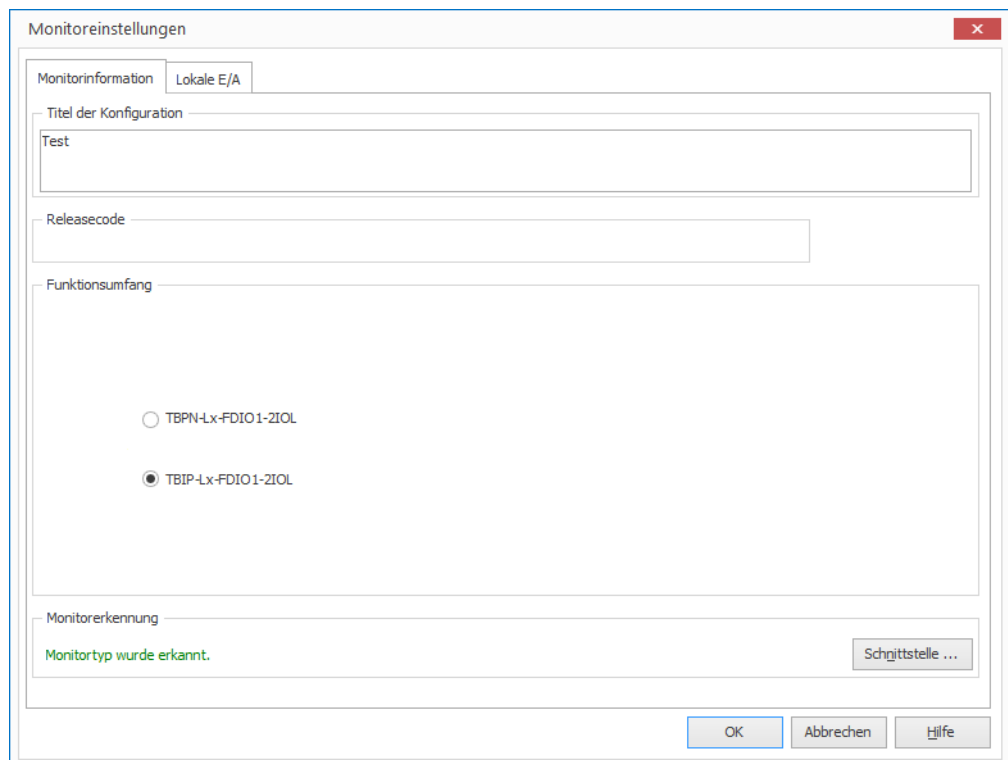 Monitoreinstellungen
Monitorinformation
Lokale E/A
Titel der Konfiguration
Test
Releasecode
Funktionsumfang
TBPN-Lx-FDIO1-2IOL
TBIP-Lx-FDIO1-2IOL
Monitorerkennung
Monitortyp wurde erkannt.
Schnittstelle ...
OK
Abbrechen
Hilfe